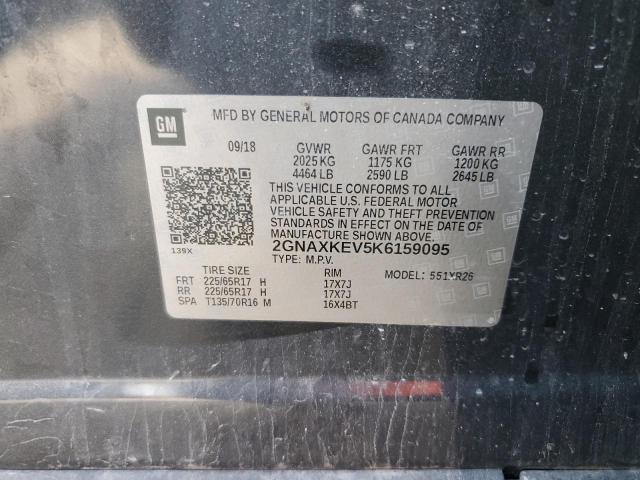 GM
MFD BY GENERAL MOTORS OF CANADA COMPANY
09/18 GVWR GAWR FRT GAWR RR
2025 KG 1175 KG 1200 KG
4464 LB 2590 LB 2645 LB
THIS VEHICLE CONFORMS TO ALL
APPLICABLE U.S. FEDERAL MOTOR
VEHICLE SAFETY AND THEFT PREVENTION
STANDARDS IN EFFECT ON THE DATE OF
MANUFACTURE SHOWN ABOVE.
139X 2GNAXKEV5K6159095
TYPE: M.P.V. MODEL: 551XR26
TIRE SIZE RIM
FRT 225/65R17 H 17X7J
RR 225/65R17 H 17X7J
SPA T135/70R16 M 16X4BT